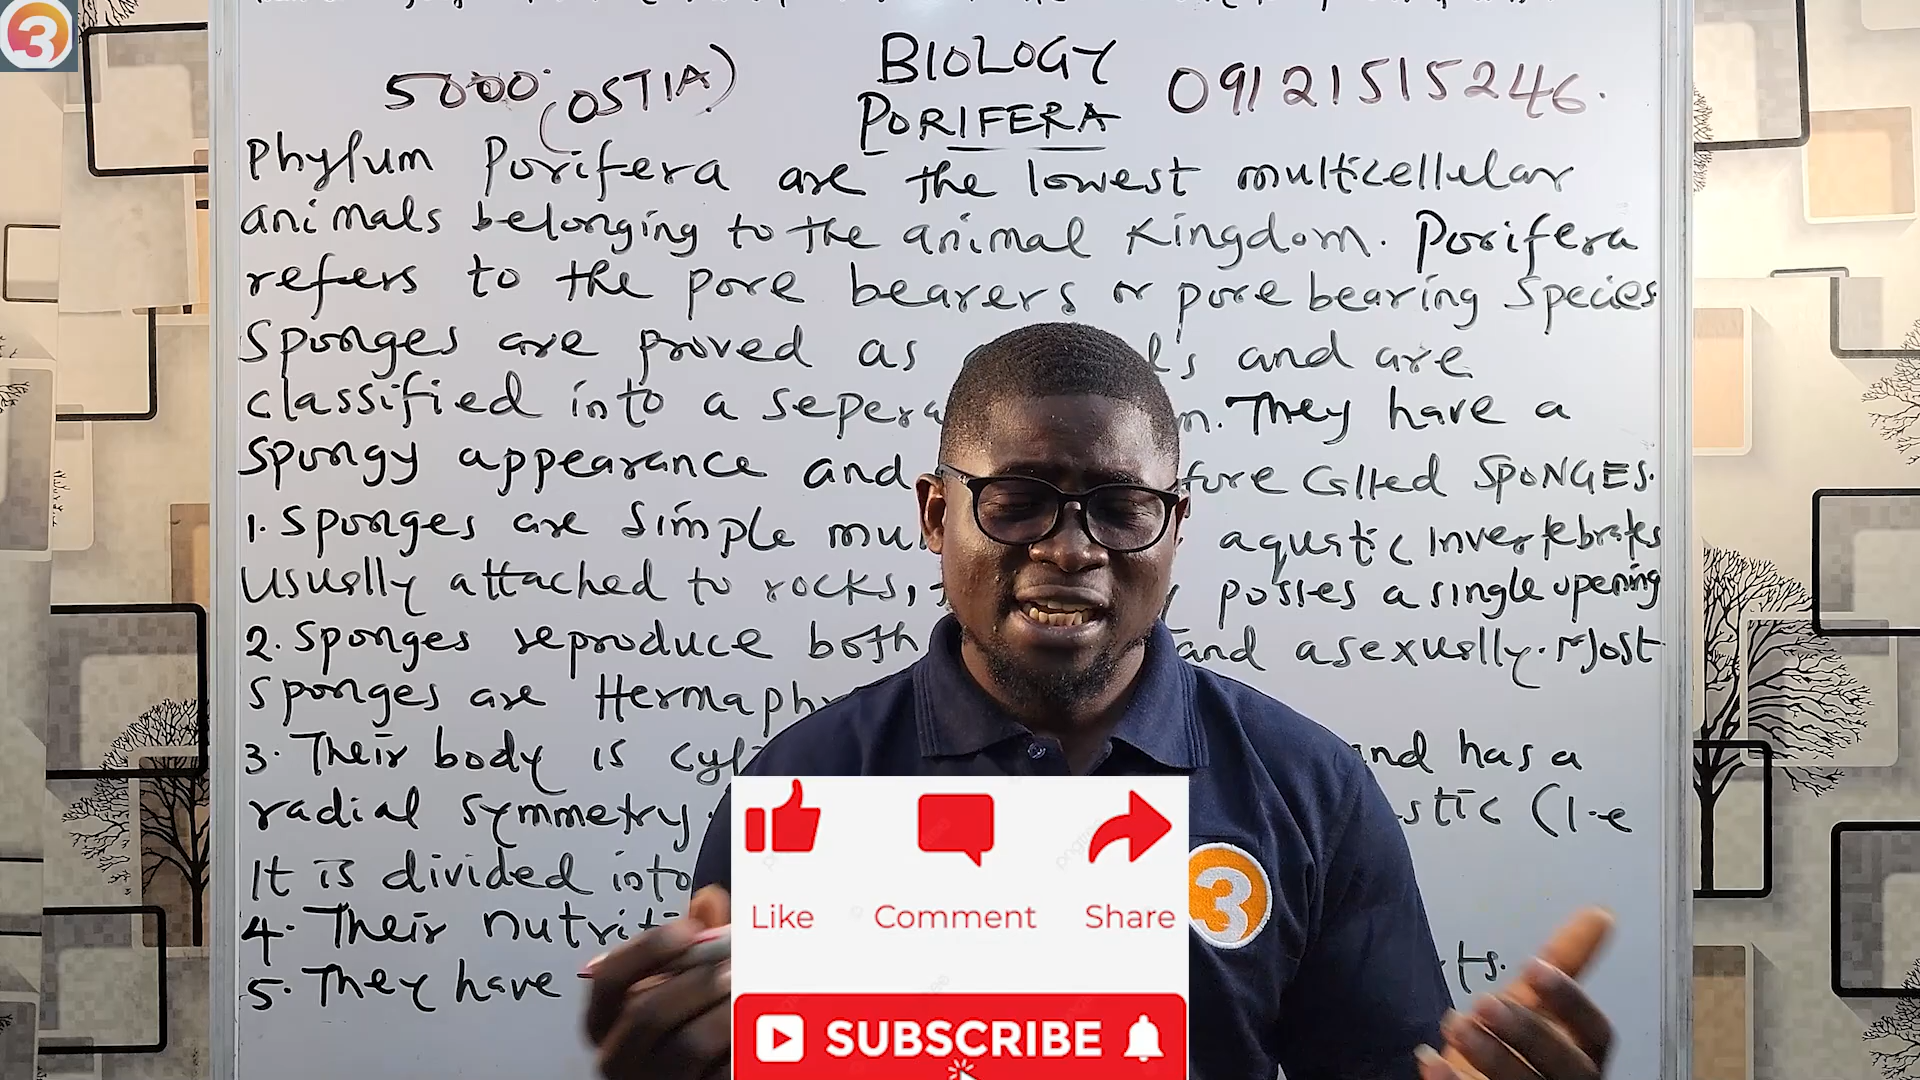 3
BIOLOGY
5000 (OSTIA)
PORIFERA
09121515246.
Phylum Porifera are the lowest multicellular
animals belonging to the animal Kingdom. Porifera
refers to the pore bearers or pore bearing Species
Sponges are proved as and are
classified into a They have a
Spongy appearance and Called SPONGES.
1. Sponges are Simple aquatic Invertebrates
Usually attached to rocks, posses a single opening
2. Sponges reproduce both and asexually. Most
Sponges are
3. Their body is has a
radial symmetry. (I.e
It is divided into
4. Their
5. They have
3
Like Comment Share
SUBSCRIBE